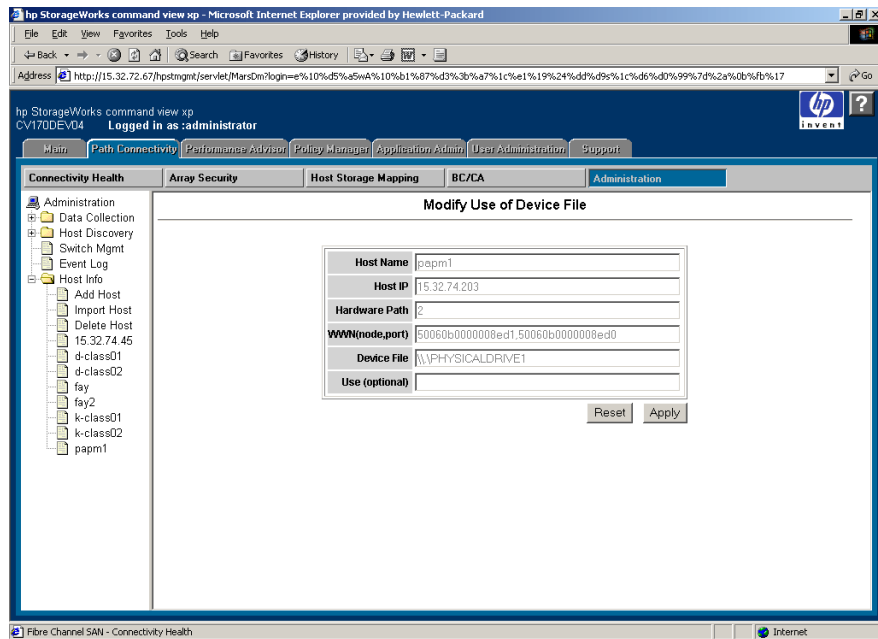 hp StorageWorks command view xp - Microsoft Internet Explorer provided by Hewlett-Packard
File Edit View Favorites Tools Help
Back Search Favorites History
Address http://15.32.72.67/hpstmgmt/servlet/MarsDm?login=e%10%d5%a5wA%10%b1%87%d3%3b%a7%1c%e1%19%24%dd%d9s%1c%d6%d0%99%7d%2a%0b%fb%17 Go
hp StorageWorks command view xp
CV170DEV04 Logged in as :administrator
hp
invent
?
Main Path Connectivity Performance Advisor Policy Manager Application Admin User Administration Support
Connectivity Health Array Security Host Storage Mapping BC/CA Administration
Administration
Data Collection
Host Discovery
Switch Mgmt
Event Log
Host Info
Add Host
Import Host
Delete Host
15.32.74.45
d-class01
d-class02
fay
fay2
k-class01
k-class02
papm1
Modify Use of Device File
Host Name papm1
Host IP 15.32.74.203
Hardware Path 2
WWN(node,port) 50060b0000008ed1,50060b0000008ed0
Device File \\.\PHYSICALDRIVE1
Use (optional)
Reset Apply
Fibre Channel SAN - Connectivity Health Internet